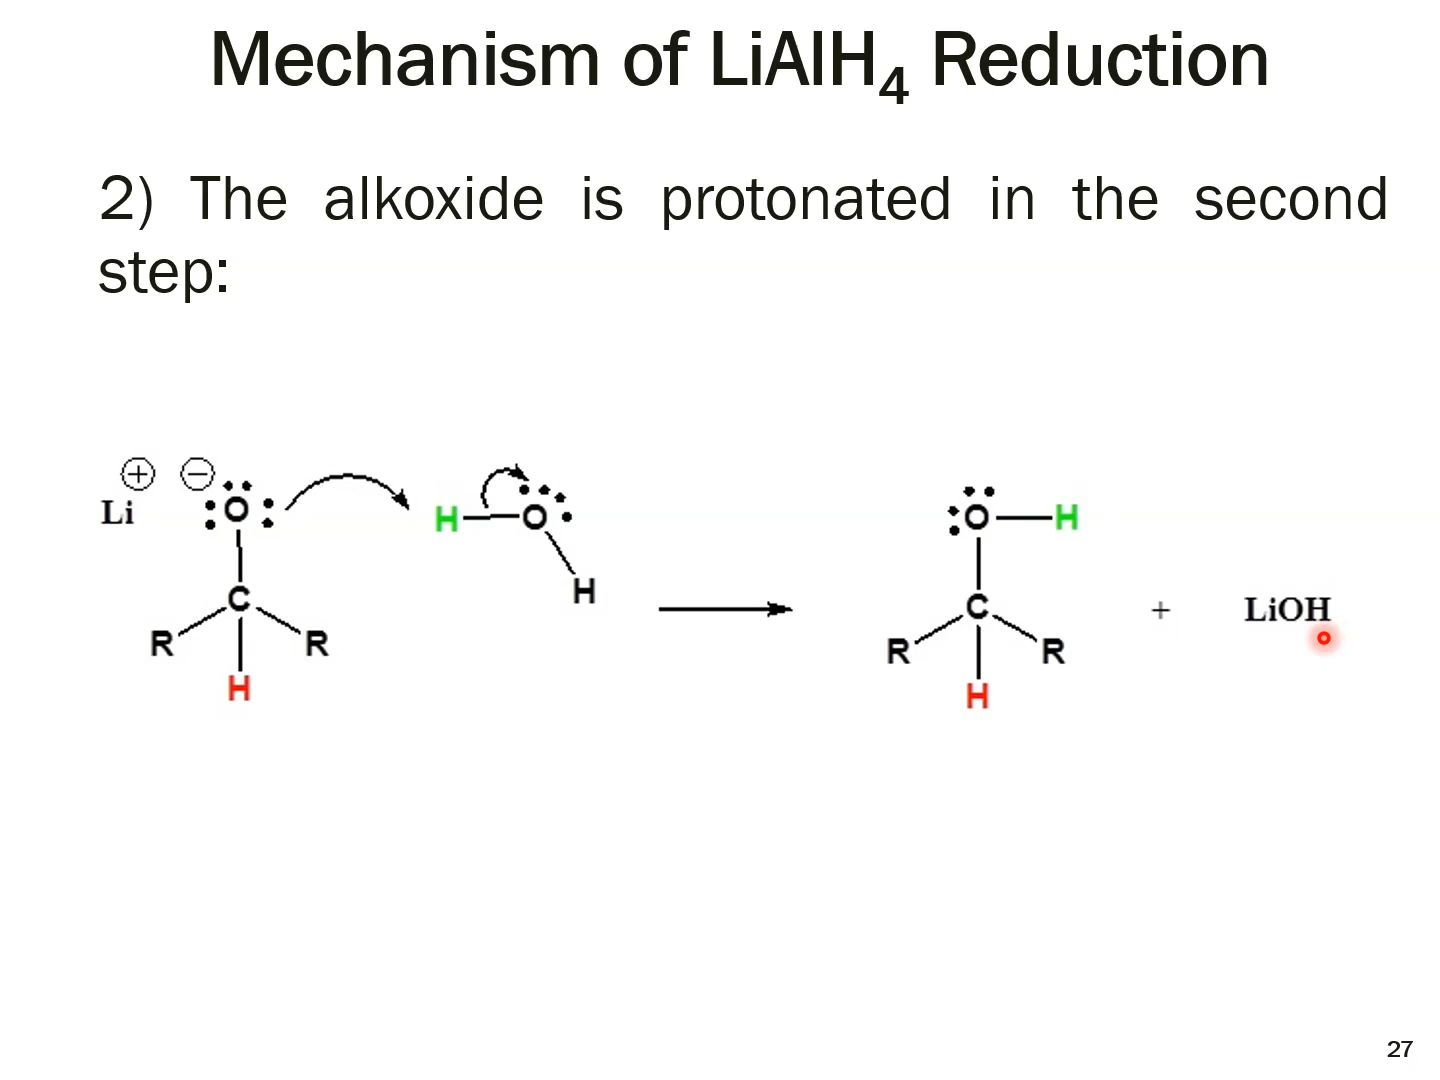 Mechanism of LiAlH₄ Reduction
2) The alkoxide is protonated in the second
step:
Li ⊕ ⊖ O H O O H
H
C C + LiOH
R R R R
H H
27